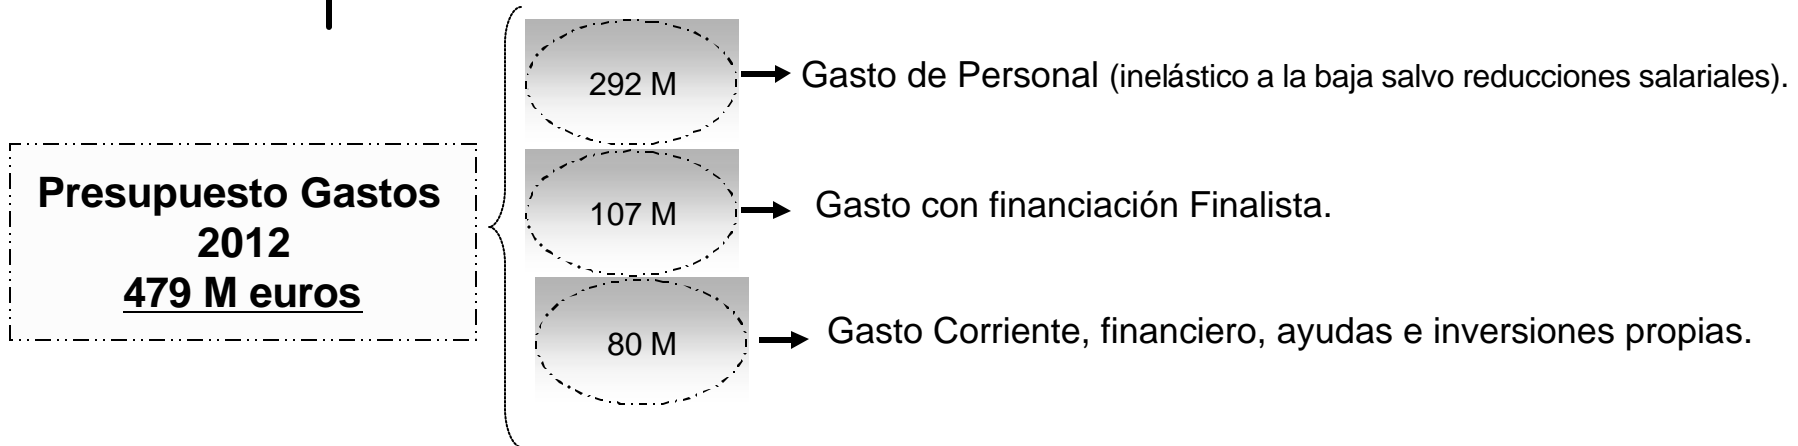 292 M
Gasto de Personal (inelástico a la baja salvo reducciones salariales).
Presupuesto Gastos
2012
479 M euros
107 M
Gasto con financiación Finalista.
80 M
Gasto Corriente, financiero, ayudas e inversiones propias.